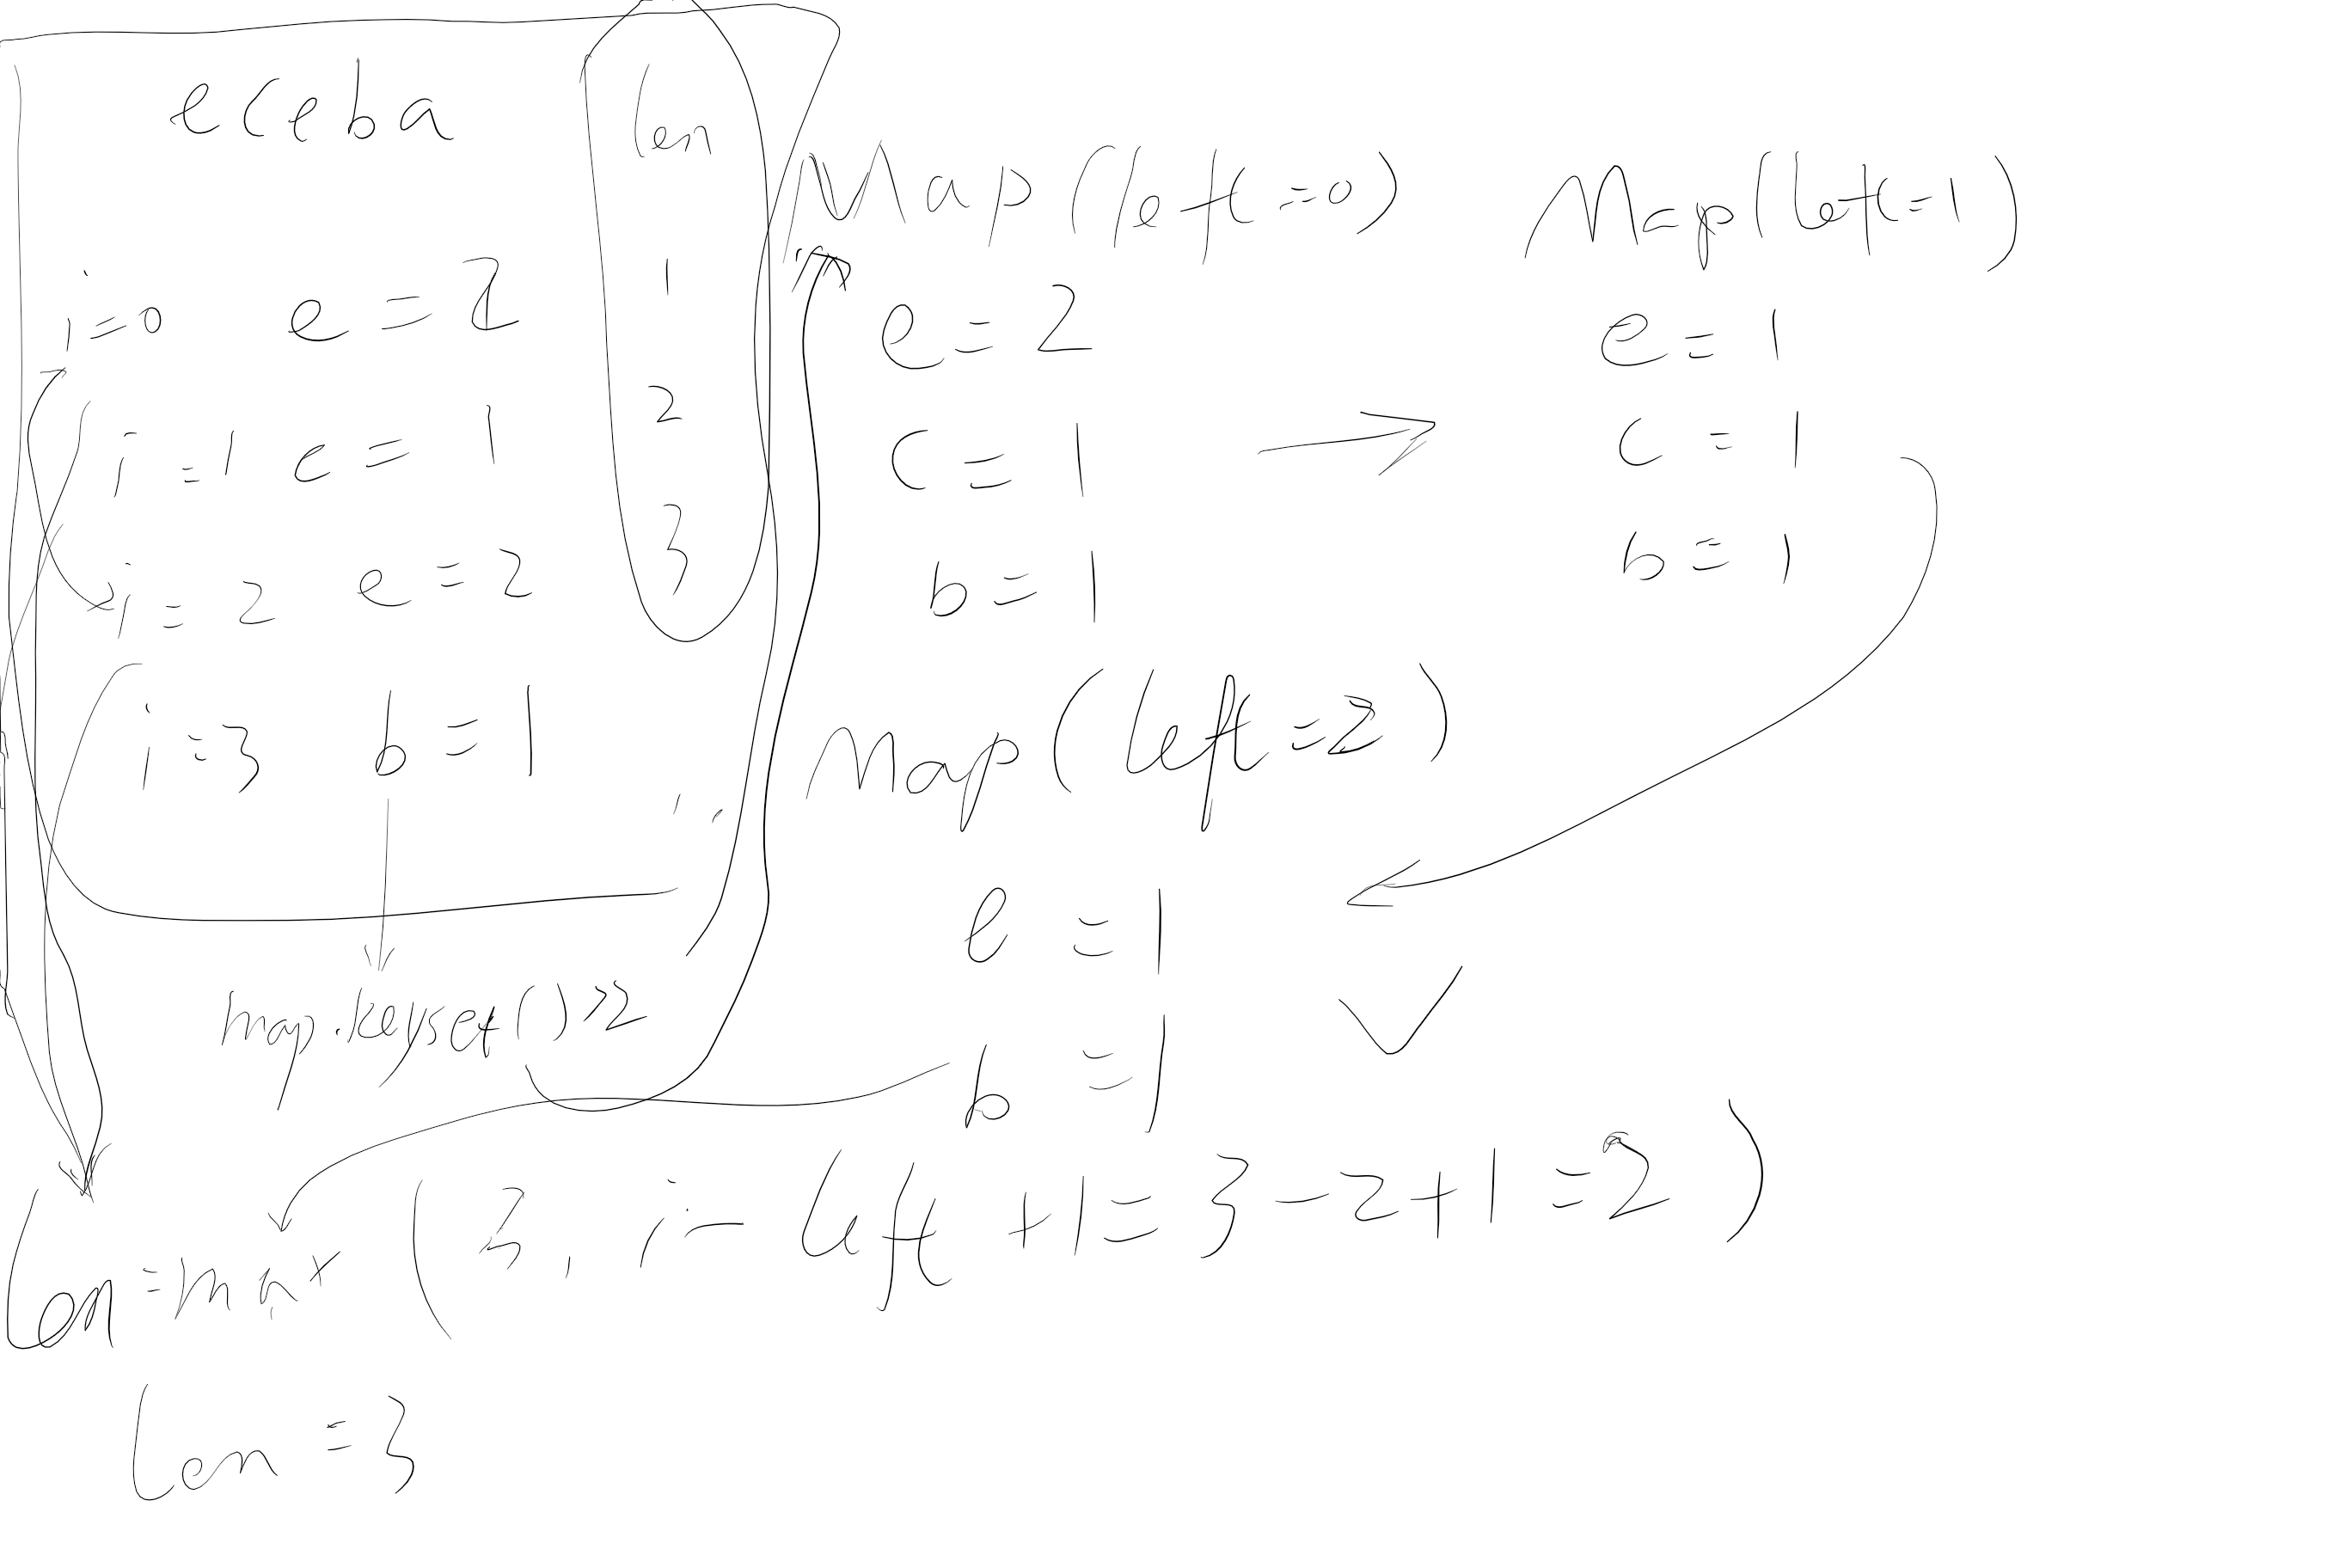 eceba
len
i=0 e=2 1
i=1 c=1 2
i=2 e=2 3
i=3 b=1
map.keyset()>2
Map(left=0)
e=2
c=1
b=1
Map(left=1)
e=1
c=1
b=1
Map(left=2)
e=1
b=1
len=max(3, i-left+1=3-2+1=2)
len=3